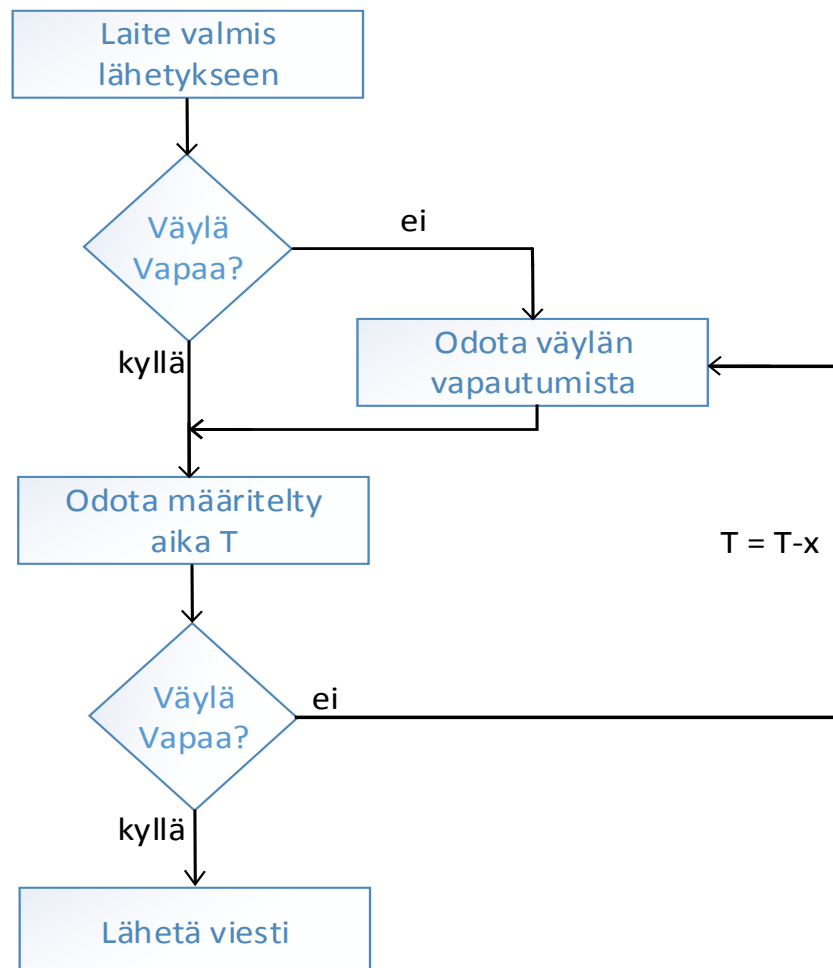 Laite valmis
lähetykseen
Väylä
Vapaa?
ei
kyllä
Odota väylän
vapautumista
Odota määritelty
aika T
T = T-x
Väylä
Vapaa?
ei
kyllä
Lähetä viesti